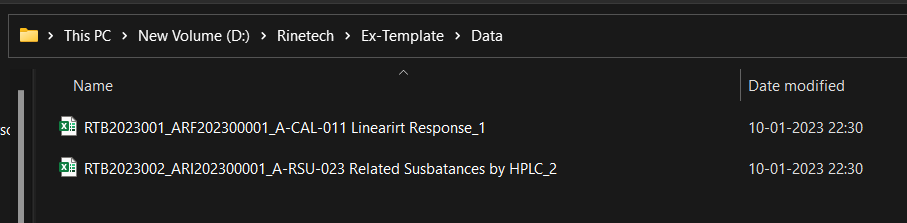 This PC > New Volume (D:) > Rinetech > Ex-Template > Data
Name Date modified
RTB2023001_ARF202300001_A-CAL-011 Linearirt Response_1 10-01-2023 22:30
RTB2023002_ARI202300001_A-RSU-023 Related Susbatances by HPLC_2 10-01-2023 22:30